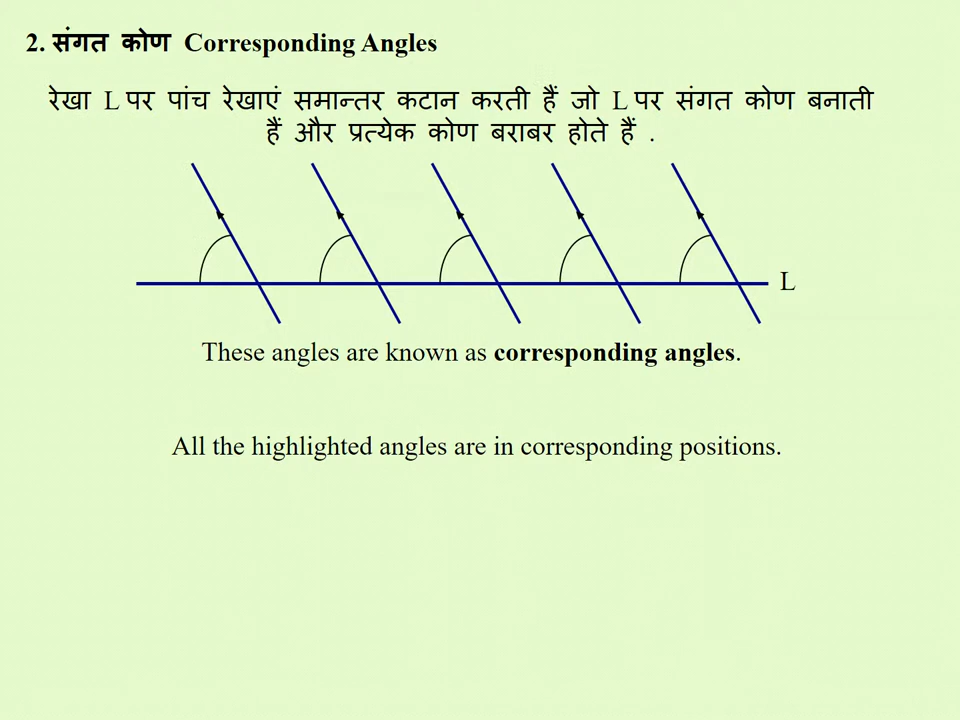 2. संगत कोण Corresponding Angles
रेखा L पर पांच रेखाएं समान्तर कटान करती हैं जो L पर संगत कोण बनाती
हैं और प्रत्येक कोण बराबर होते हैं .
L
These angles are known as corresponding angles.
All the highlighted angles are in corresponding positions.